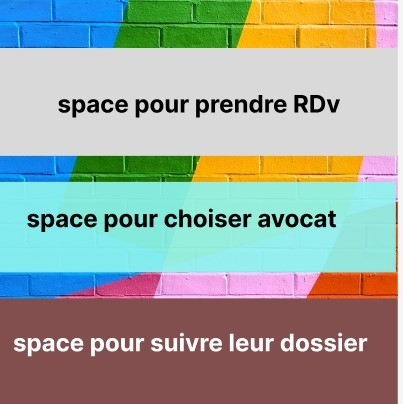 space pour prendre RDv
space pour choiser avocat
space pour suivre leur dossier